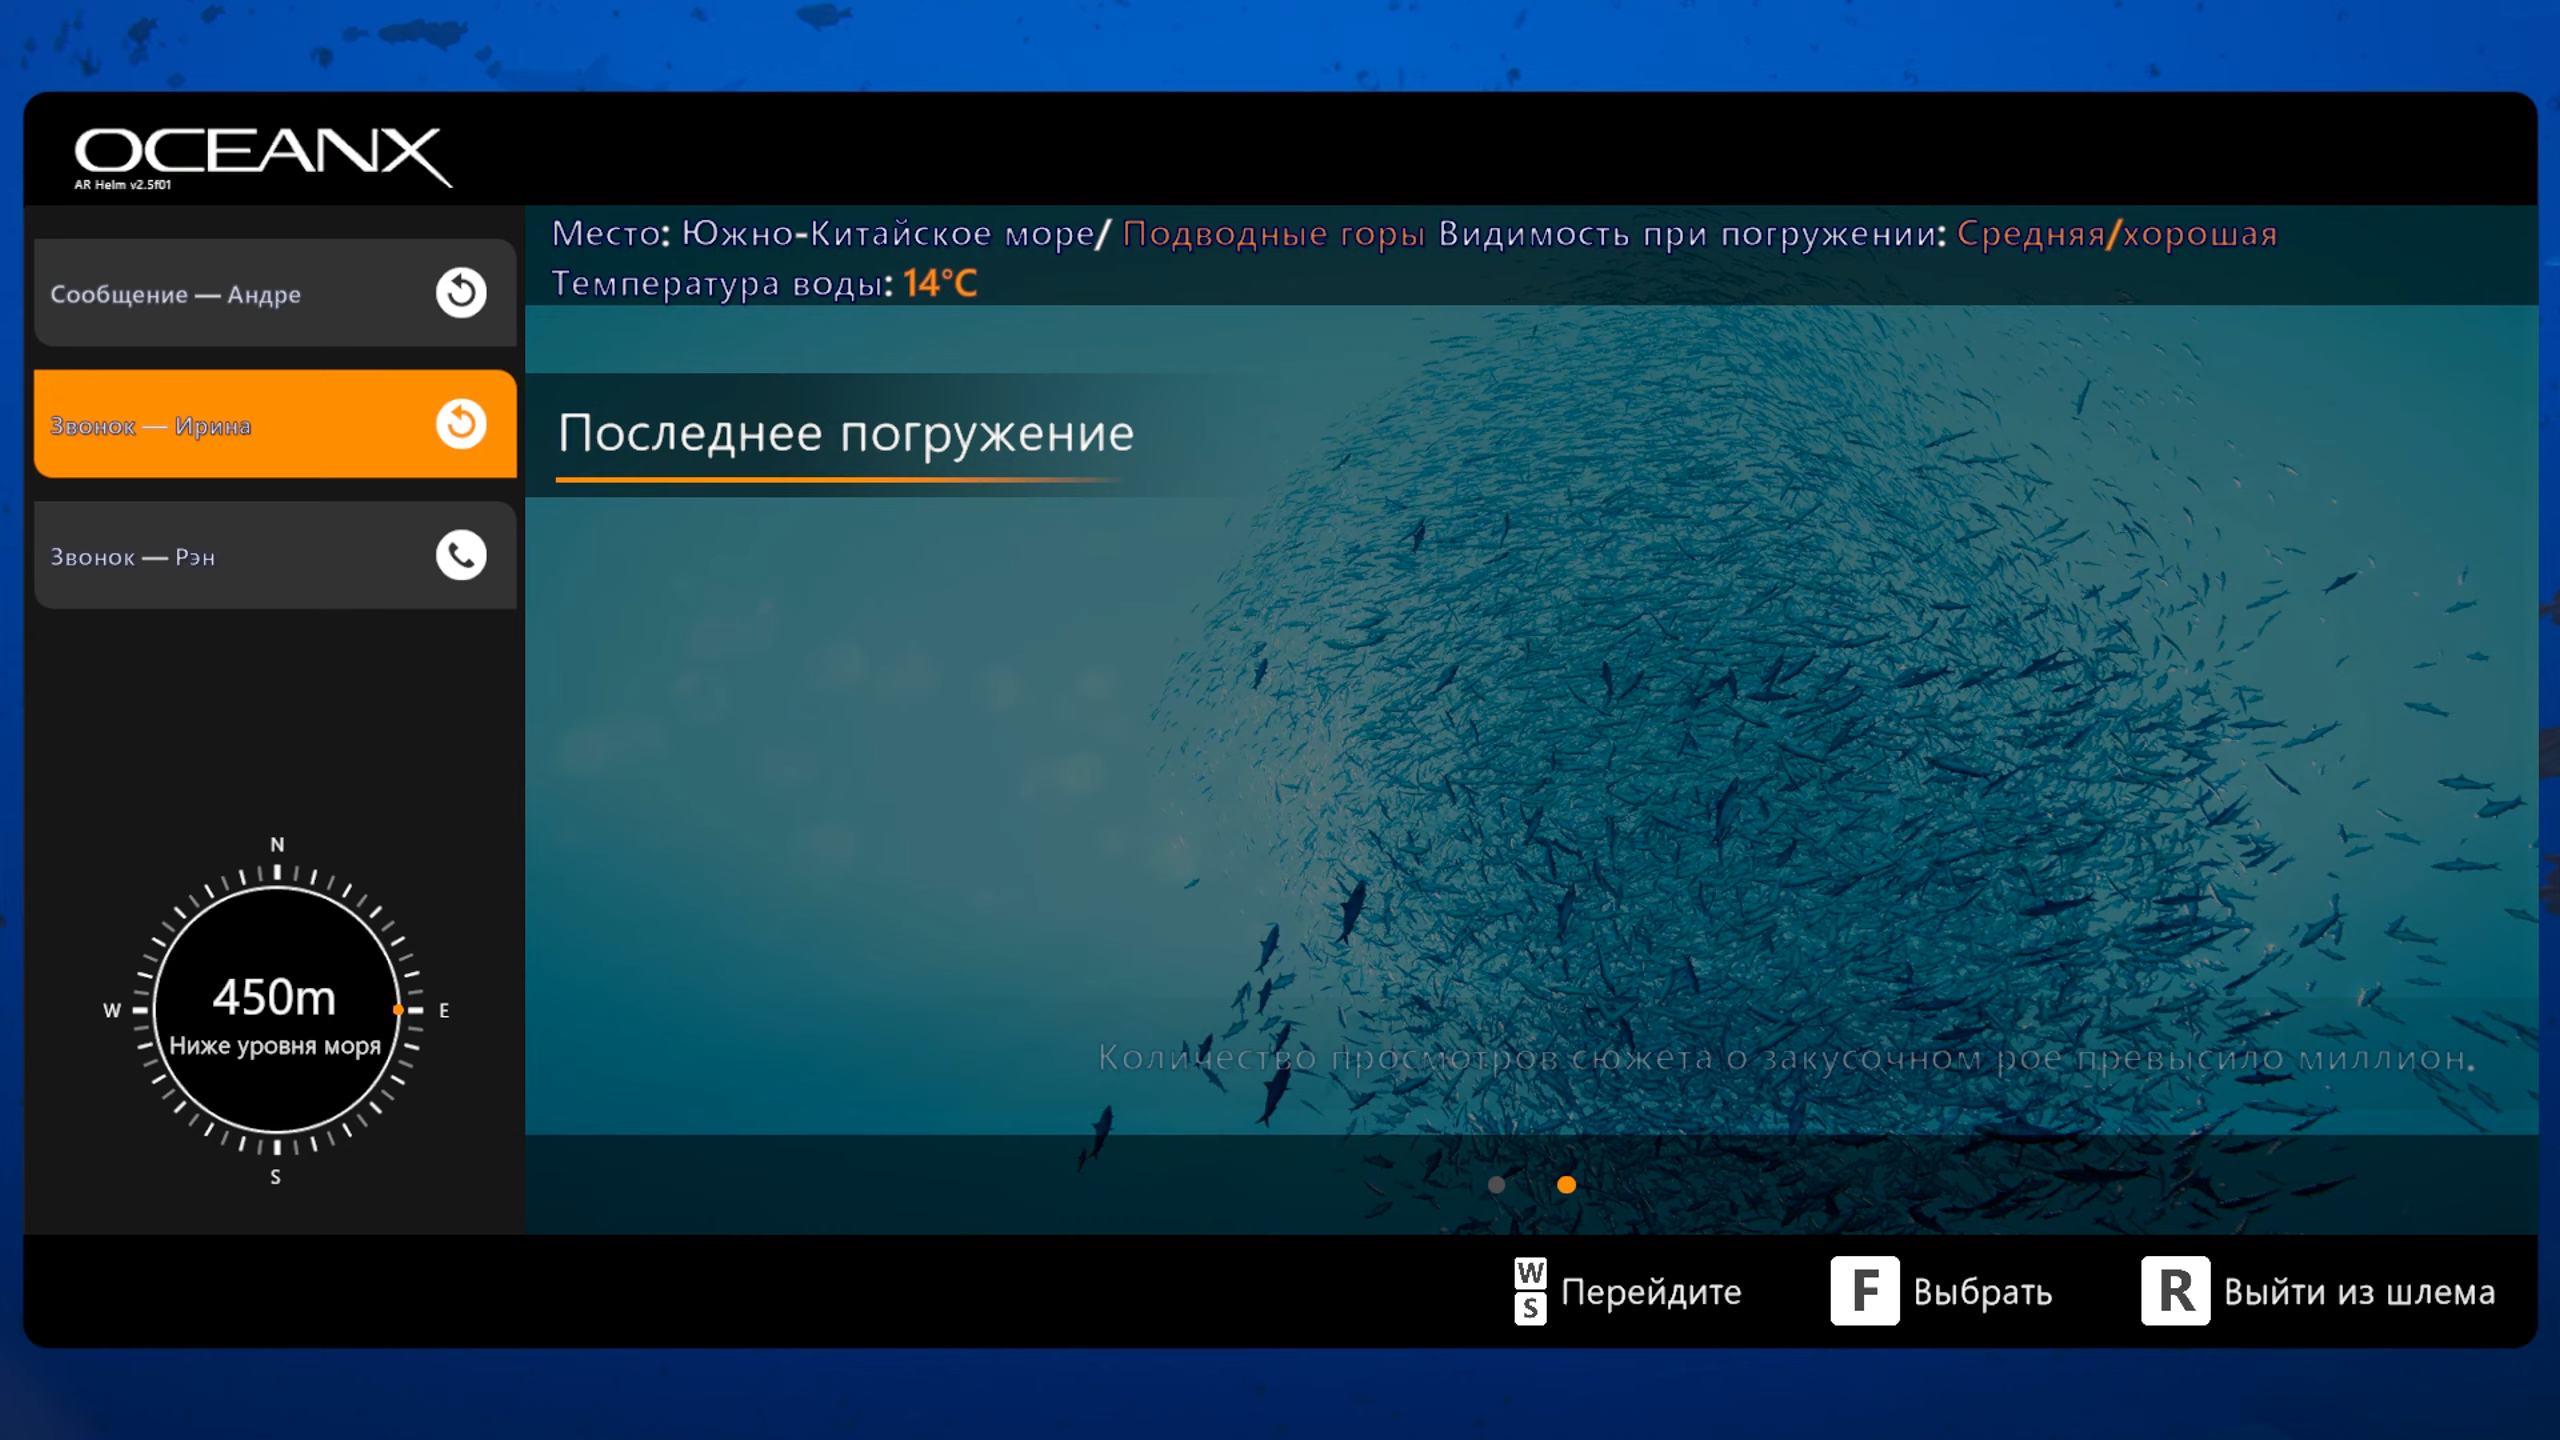 OCEANX
AR Helm v2.5f01
Место: Южно-Китайское море/ Подводные горы Видимость при погружении: Средняя/хорошая
Температура воды: 14°C
Сообщение — Андре
Звонок — Ирина
Звонок — Рэн
Последнее погружение
Количество просмотров сюжета о закусочном рое превысило миллион.
N
W
E
S
450m
Ниже уровня моря
W
S
Перейдите
F
Выбрать
R
Выйти из шлема